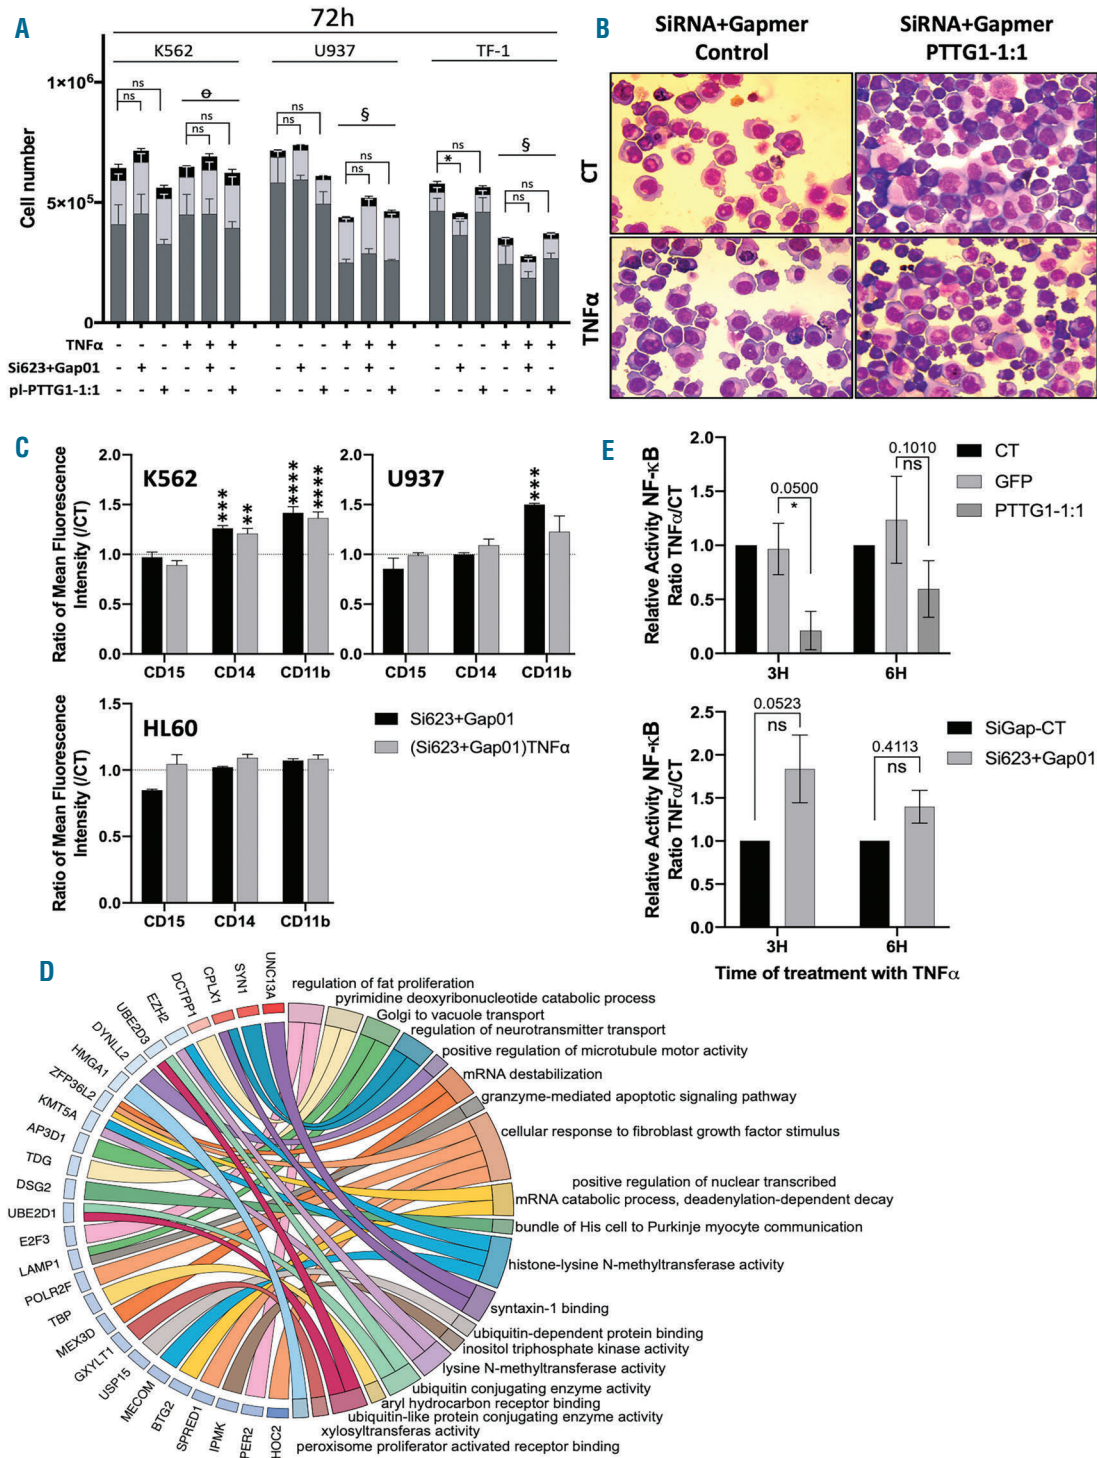 A
72h
K562
U937
TF-1
Cell number
1×10⁶
5×10⁵
0
ns
ns
ɵ
ns
ns
ns
ns
§
ns
ns
ns
*
§
ns
ns
TNFα - - - + + + - - - + + + - - - + + +
Si623+Gap01 - + - - + - - + - - + - - + - - + -
pl-PTTG1-1:1 - - + - - + - - + - - + - - + - - +
B
SiRNA+Gapmer Control
SiRNA+Gapmer PTTG1-1:1
CT
TNFα
C
Ratio of Mean Fluorescence Intensity (/CT)
2.0
1.5
1.0
0.5
0.0
K562
***
**
****
****
CD15 CD14 CD11b
2.0
1.5
1.0
0.5
0.0
U937
***
CD15 CD14 CD11b
Ratio of Mean Fluorescence Intensity (/CT)
1.5
1.0
0.5
0.0
HL60
CD15 CD14 CD11b
Si623+Gap01
(Si623+Gap01)TNFα
E
Relative Activity NF-κB Ratio TNFα/CT
2.0
1.5
1.0
0.5
0.0
0.0500
*
0.1010
ns
3H 6H
CT
GFP
PTTG1-1:1
Relative Activity NF-κB Ratio TNFα/CT
2.5
2.0
1.5
1.0
0.5
0.0
0.0523
ns
0.4113
ns
3H 6H
SiGap-CT
Si623+Gap01
Time of treatment with TNFα
D
UNC13A
SYN1
CPLX1
DCTPP1
EZH2
UBE2D3
DYNLL2
HMGA1
ZFP36L2
KMT5A
AP3D1
TDG
DSG2
UBE2D1
E2F3
LAMP1
POLR2F
TBP
MEX3D
GXYLT1
USP15
MECOM
BTG2
SPRED1
IPMK
PER2
HOC2
regulation of fat proliferation
pyrimidine deoxyribonucleotide catabolic process
Golgi to vacuole transport
regulation of neurotransmitter transport
positive regulation of microtubule motor activity
mRNA destabilization
granzyme-mediated apoptotic signaling pathway
cellular response to fibroblast growth factor stimulus
positive regulation of nuclear transcribed
mRNA catabolic process, deadenylation-dependent decay
bundle of His cell to Purkinje myocyte communication
histone-lysine N-methyltransferase activity
syntaxin-1 binding
ubiquitin-dependent protein binding
inositol triphosphate kinase activity
lysine N-methyltransferase activity
ubiquitin conjugating enzyme activity
aryl hydrocarbon receptor binding
ubiquitin-like protein conjugating enzyme activity
xylosyltransferas activity
peroxisome proliferator activated receptor binding